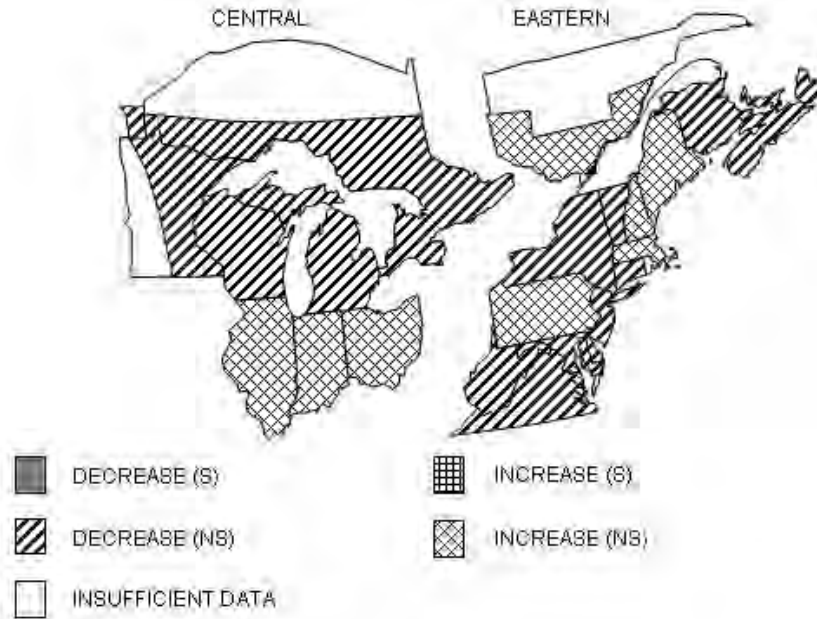 CENTRAL EASTERN
DECREASE (S) INCREASE (S)
DECREASE (NS) INCREASE (NS)
INSUFFICIENT DATA